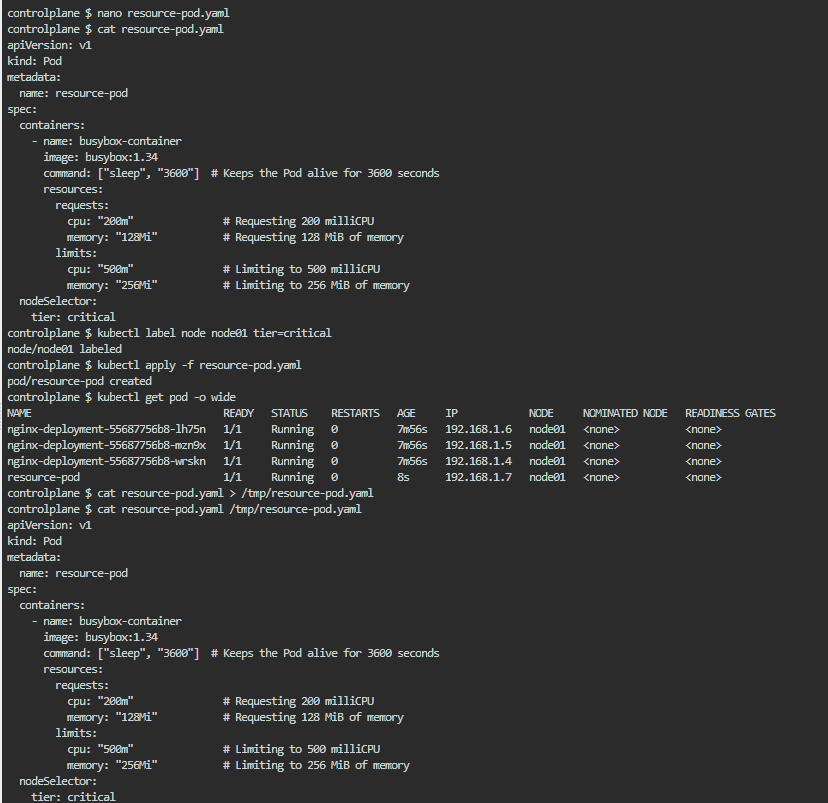 controlplane $ nano resource-pod.yaml
controlplane $ cat resource-pod.yaml
apiVersion: v1
kind: Pod
metadata:
  name: resource-pod
spec:
  containers:
    - name: busybox-container
      image: busybox:1.34
      command: ["sleep", "3600"]  # Keeps the Pod alive for 3600 seconds
      resources:
        requests:
          cpu: "200m"               # Requesting 200 milliCPU
          memory: "128Mi"           # Requesting 128 MiB of memory
        limits:
          cpu: "500m"               # Limiting to 500 milliCPU
          memory: "256Mi"           # Limiting to 256 MiB of memory
  nodeSelector:
    tier: critical
controlplane $ kubectl label node node01 tier=critical
node/node01 labeled
controlplane $ kubectl apply -f resource-pod.yaml
pod/resource-pod created
controlplane $ kubectl get pod -o wide
NAME                                READY   STATUS    RESTARTS   AGE     IP            NODE     NOMINATED NODE   READINESS GATES
nginx-deployment-55687756b8-lh75n   1/1     Running   0          7m56s   192.168.1.6   node01   <none>           <none>
nginx-deployment-55687756b8-mzn9x   1/1     Running   0          7m56s   192.168.1.5   node01   <none>           <none>
nginx-deployment-55687756b8-wrskn   1/1     Running   0          7m56s   192.168.1.4   node01   <none>           <none>
resource-pod                        1/1     Running   0          8s      192.168.1.7   node01   <none>           <none>
controlplane $ cat resource-pod.yaml > /tmp/resource-pod.yaml
controlplane $ cat resource-pod.yaml /tmp/resource-pod.yaml
apiVersion: v1
kind: Pod
metadata:
  name: resource-pod
spec:
  containers:
    - name: busybox-container
      image: busybox:1.34
      command: ["sleep", "3600"]  # Keeps the Pod alive for 3600 seconds
      resources:
        requests:
          cpu: "200m"               # Requesting 200 milliCPU
          memory: "128Mi"           # Requesting 128 MiB of memory
        limits:
          cpu: "500m"               # Limiting to 500 milliCPU
          memory: "256Mi"           # Limiting to 256 MiB of memory
  nodeSelector:
    tier: critical